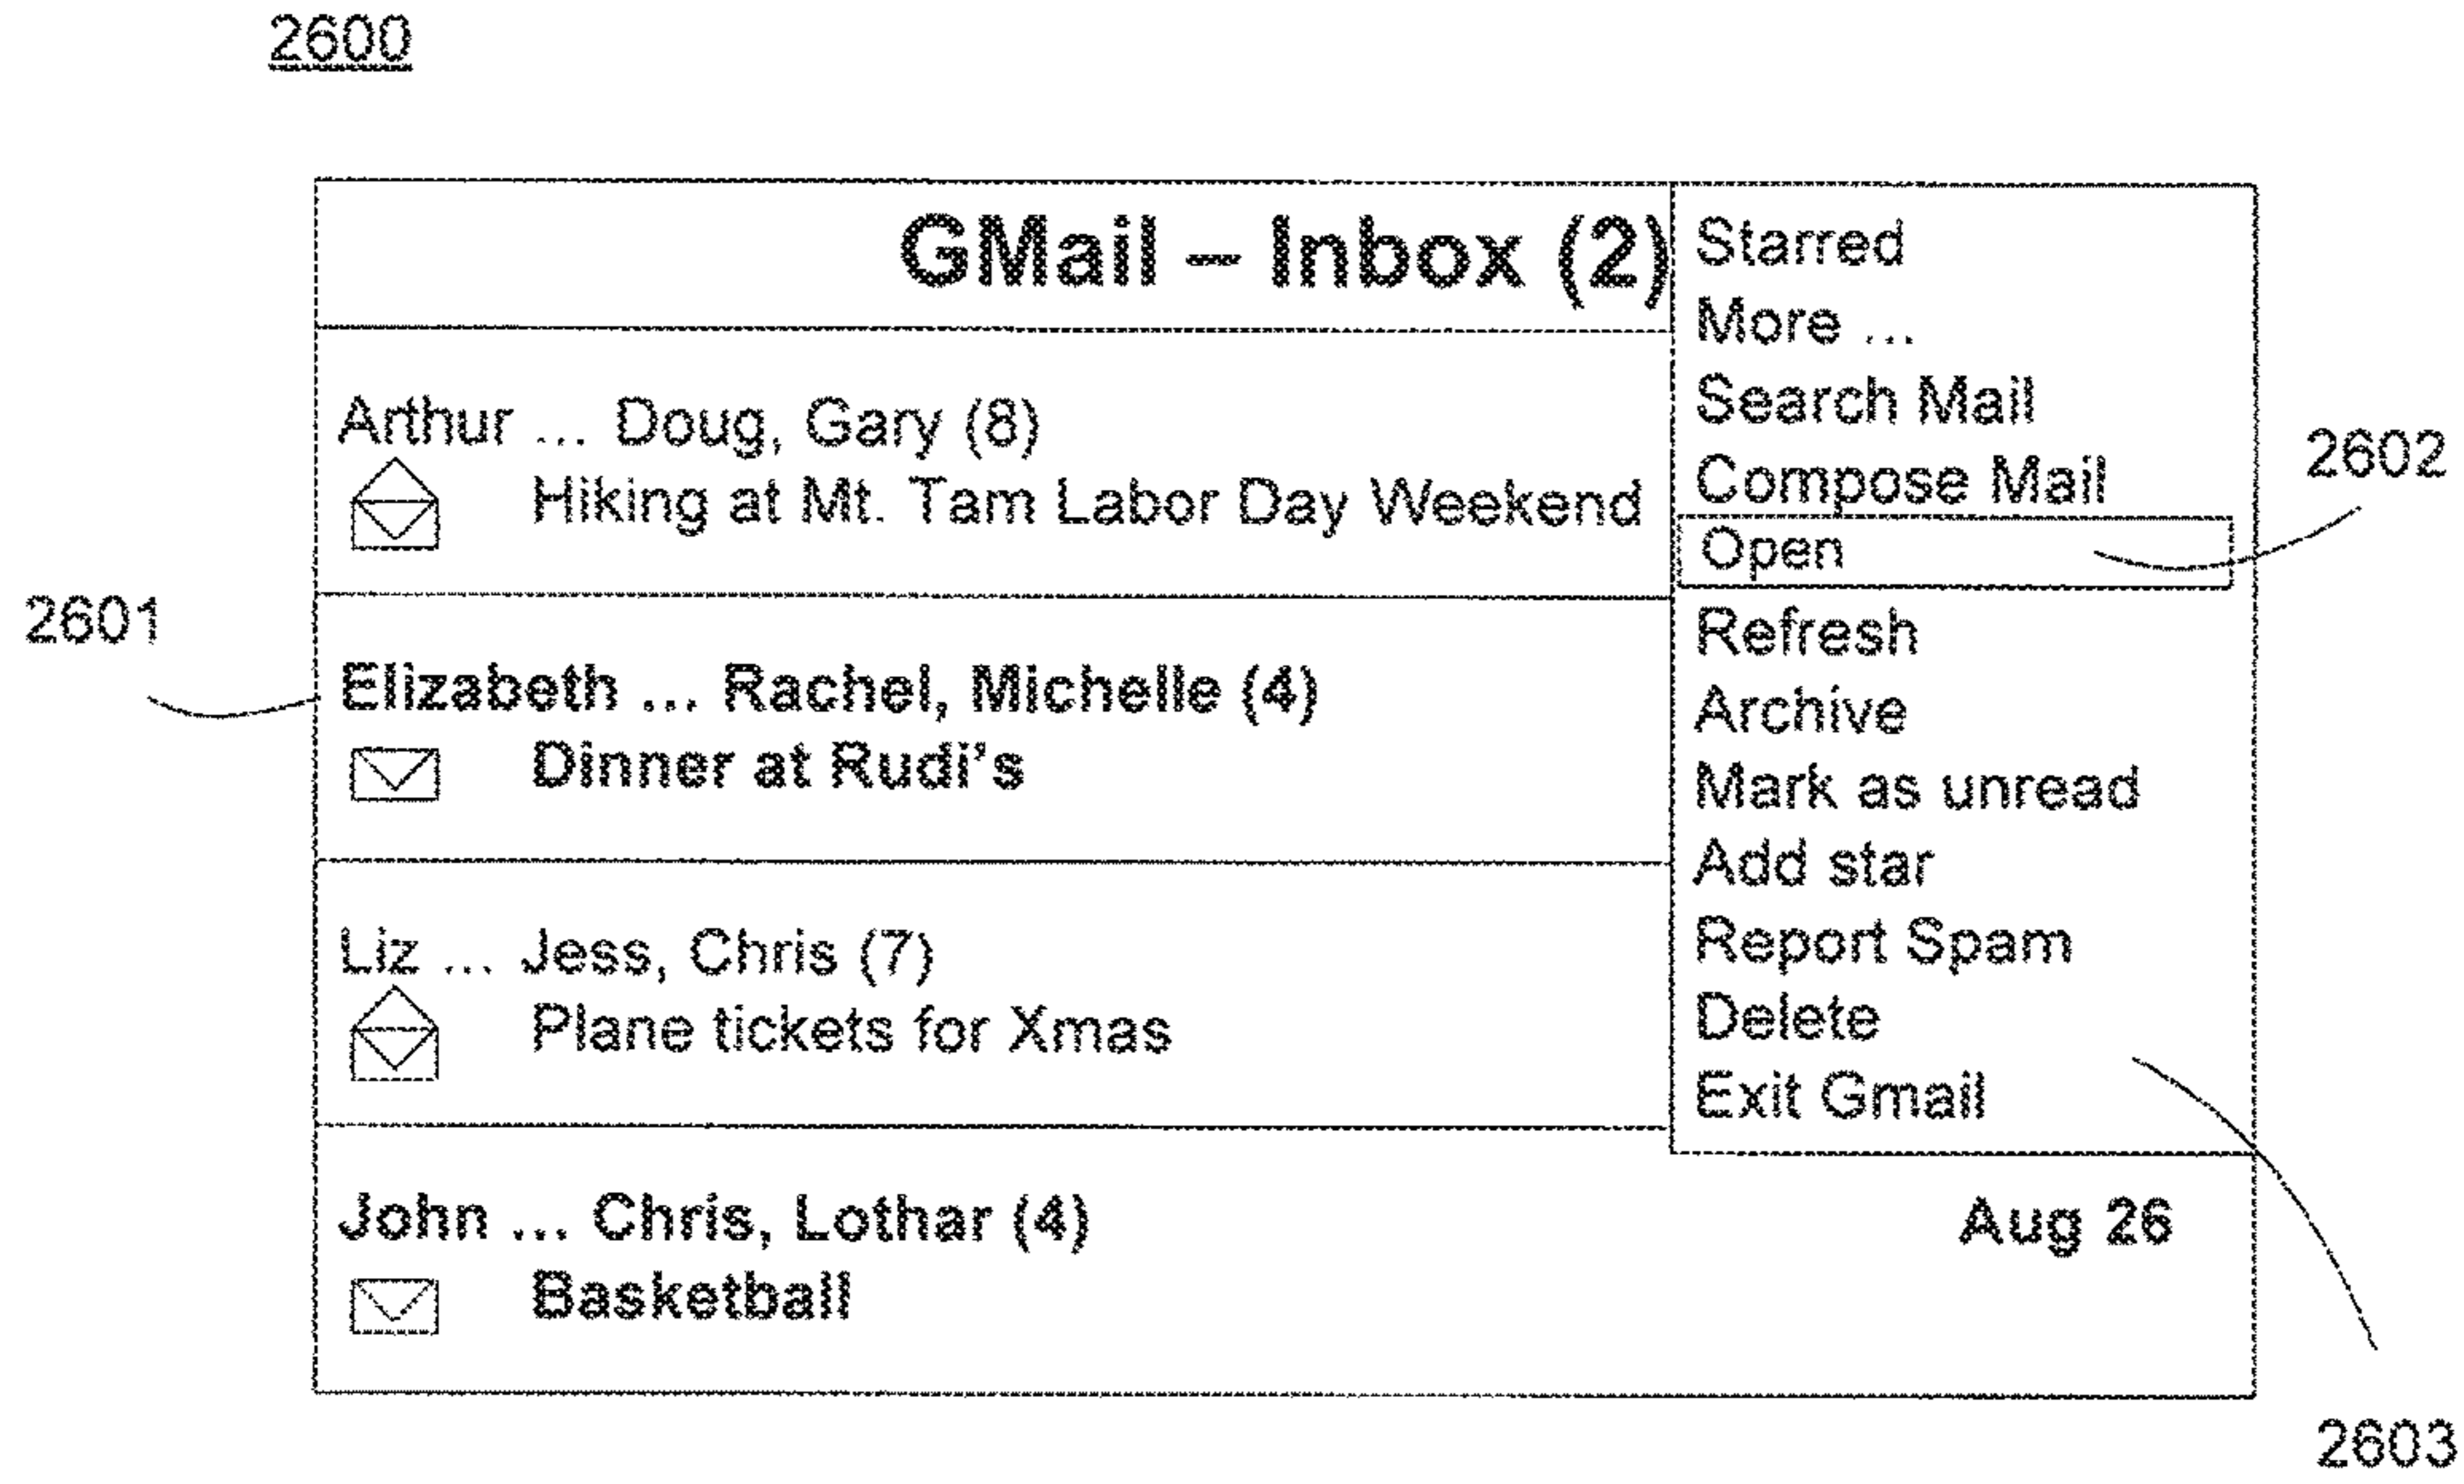 2600
GMail – Inbox (2)
Arthur ... Doug, Gary (8)
Hiking at Mt. Tam Labor Day Weekend
2601
Elizabeth ... Rachel, Michelle (4)
Dinner at Rudi's
Liz ... Jess, Chris (7)
Plane tickets for Xmas
John ... Chris, Lothar (4) Aug 26
Basketball
Starred
More ...
Search Mail
Compose Mail
Open
2602
Refresh
Archive
Mark as unread
Add star
Report Spam
Delete
Exit Gmail
2603